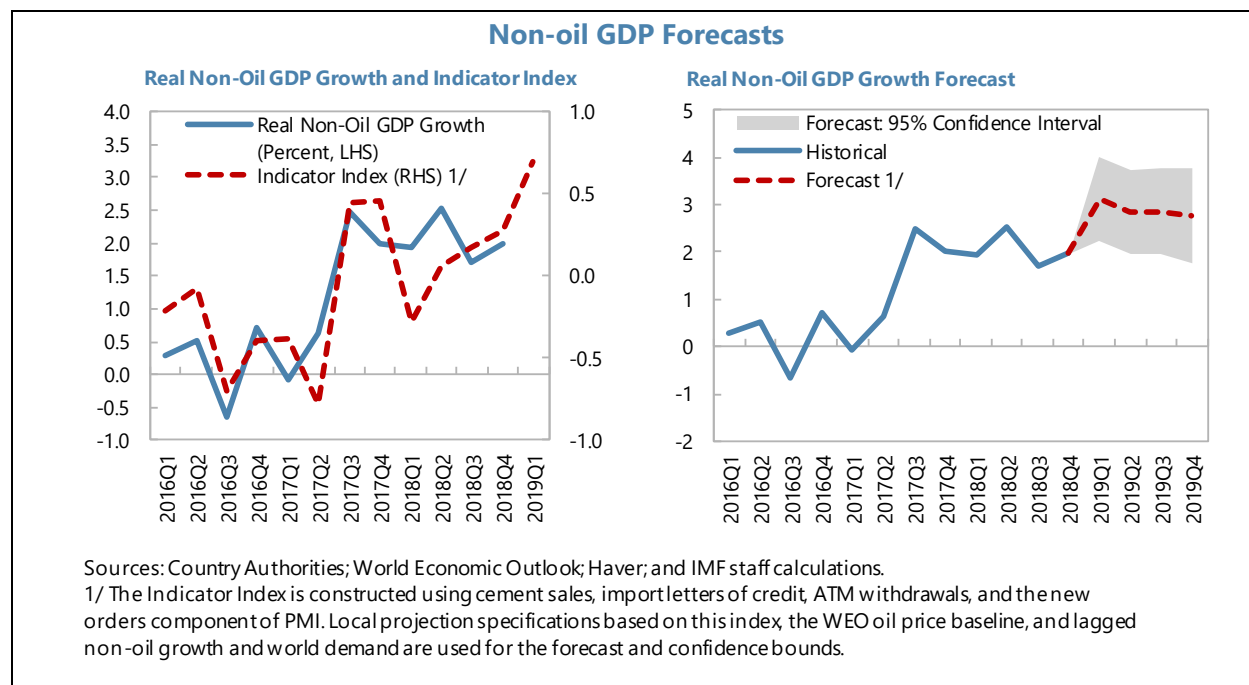 Non-oil GDP Forecasts
Real Non-Oil GDP Growth and Indicator Index
4.0
3.5
3.0
2.5
2.0
1.5
1.0
0.5
0.0
-0.5
-1.0
1.0
0.5
0.0
-0.5
-1.0
Real Non-Oil GDP Growth
(Percent, LHS)
Indicator Index (RHS) 1/
2016Q1
2016Q2
2016Q3
2016Q4
2017Q1
2017Q2
2017Q3
2017Q4
2018Q1
2018Q2
2018Q3
2018Q4
2019Q1
Real Non-Oil GDP Growth Forecast
5
4
3
2
1
0
-1
-2
Forecast: 95% Confidence Interval
Historical
Forecast 1/
2016Q1
2016Q2
2016Q3
2016Q4
2017Q1
2017Q2
2017Q3
2017Q4
2018Q1
2018Q2
2018Q3
2018Q4
2019Q1
2019Q2
2019Q3
2019Q4
Sources: Country Authorities; World Economic Outlook; Haver; and IMF staff calculations.
1/ The Indicator Index is constructed using cement sales, import letters of credit, ATM withdrawals, and the new
orders component of PMI. Local projection specifications based on this index, the WEO oil price baseline, and lagged
non-oil growth and world demand are used for the forecast and confidence bounds.